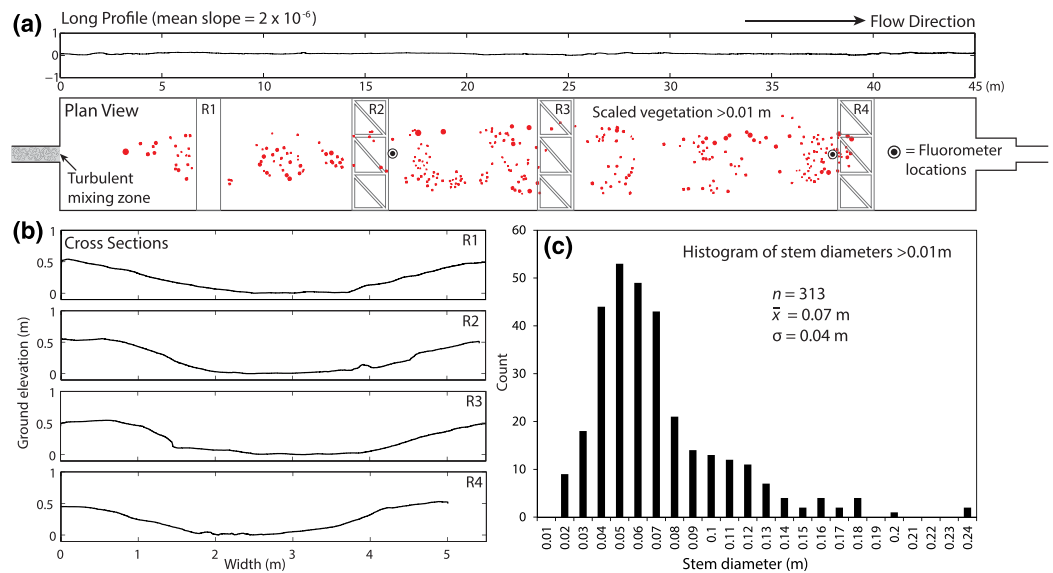 (a) Long Profile (mean slope = 2 x 10⁻⁶) Flow Direction
1
0
−1
0 5 10 15 20 25 30 35 40 45 (m)
Plan View R1 R2 R3 Scaled vegetation >0.01 m R4
= Fluorometer
locations
Turbulent
mixing zone
(b) Cross Sections
R1
1
0.5
0
R2
1
0.5
0
R3
1
0.5
0
R4
1
0.5
0
0 1 2 3 4 5
Ground elevation (m)
Width (m)
(c) Histogram of stem diameters >0.01m
n = 313
x̄ = 0.07 m
σ = 0.04 m
60
50
40
30
20
10
0
Count
0.01 0.02 0.03 0.04 0.05 0.06 0.07 0.08 0.09 0.1 0.11 0.12 0.13 0.14 0.15 0.16 0.17 0.18 0.19 0.2 0.21 0.22 0.23 0.24
Stem diameter (m)